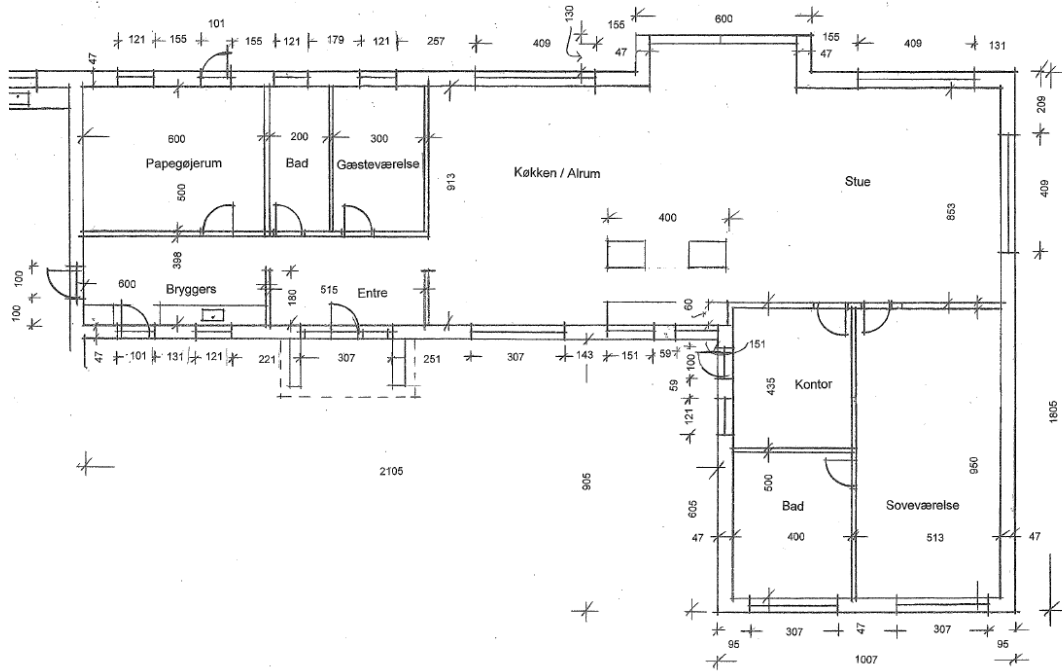 101
130
600
121 155 155 121 179 121 257 409 155 155 409 131
47 47 47
209
600 200 300
Papegøjerum Bad Gæsteværelse Køkken / Alrum Stue
913
500
409
853
400
398
100 600 Bryggers 180 515 Entre
100
60
47 101 131 121 221 307 251 307 143 151 59 151
100
59
435 Kontor
121
1805
2105 905 500 950
605 Bad Soveværelse
47 400 513 47
95 307 47 307 95
1007